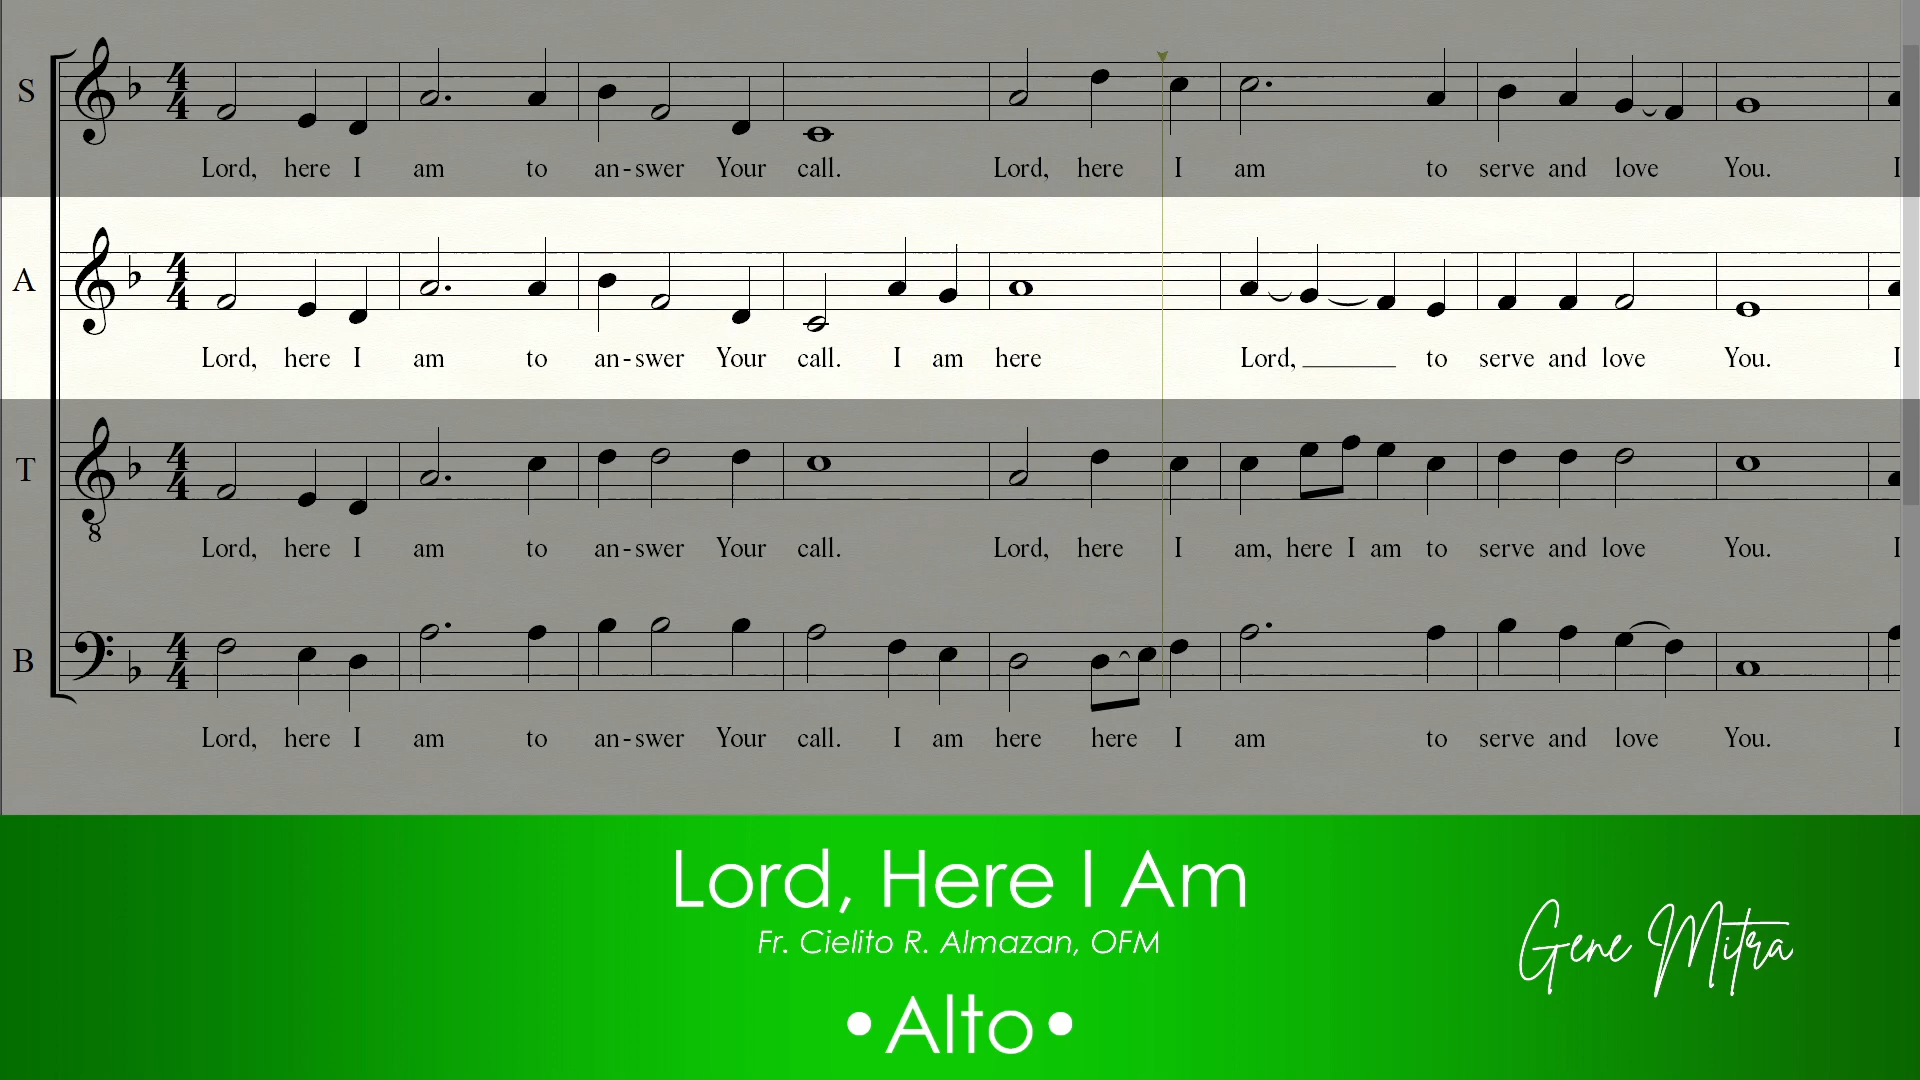 S
Lord, here I am to an-swer Your call. Lord, here I am to serve and love You. I
A
Lord, here I am to an-swer Your call. I am here Lord, to serve and love You. I
T
8
Lord, here I am to an-swer Your call. Lord, here I am, here I am to serve and love You. I
B
Lord, here I am to an-swer Your call. I am here here I am to serve and love You. I
Lord, Here I Am
Fr. Cielito R. Almazan, OFM
•Alto•
Gene Mitra